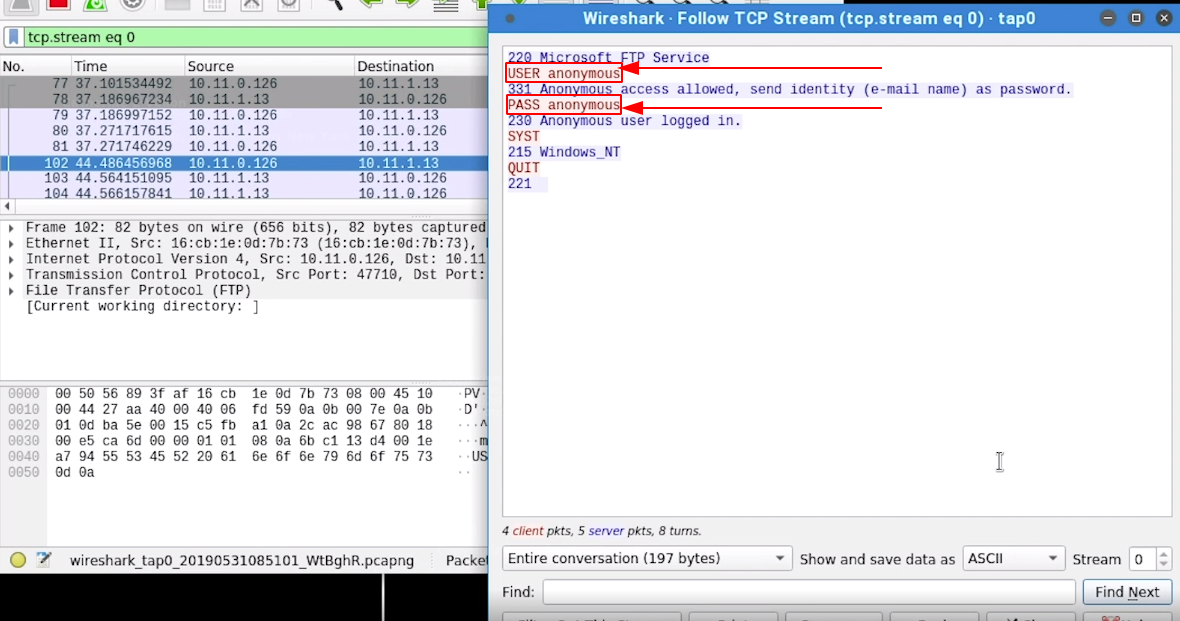 Wireshark · Follow TCP Stream (tcp.stream eq 0) · tap0
tcp.stream eq 0
No. Time Source Destination
77 37.101534492 10.11.0.126 10.11.1.13
78 37.186967234 10.11.1.13 10.11.0.126
79 37.186997152 10.11.0.126 10.11.1.13
80 37.271717615 10.11.1.13 10.11.0.126
81 37.271746229 10.11.0.126 10.11.1.13
102 44.486456968 10.11.0.126 10.11.1.13
103 44.564151095 10.11.1.13 10.11.0.126
104 44.566157841 10.11.1.13 10.11.0.126
Frame 102: 82 bytes on wire (656 bits), 82 bytes captured
Ethernet II, Src: 16:cb:1e:0d:7b:73 (16:cb:1e:0d:7b:73),
Internet Protocol Version 4, Src: 10.11.0.126, Dst: 10.11
Transmission Control Protocol, Src Port: 47710, Dst Port:
File Transfer Protocol (FTP)
[Current working directory: ]
0000 00 50 56 89 3f af 16 cb 1e 0d 7b 73 08 00 45 10 ·PV·
0010 00 44 27 aa 40 00 40 06 fd 59 0a 0b 00 7e 0a 0b ·D'·
0020 01 0d ba 5e 00 15 c5 fb a1 0a 2c ac 98 67 80 18 ···^
0030 00 e5 ca 6d 00 00 01 01 08 0a 6b c1 13 d4 00 1e ···m
0040 a7 94 55 53 45 52 20 61 6e 6f 6e 79 6d 6f 75 73 ··US
0050 0d 0a ··
wireshark_tap0_20190531085101_WtBghR.pcapng Packe
220 Microsoft FTP Service
USER anonymous
331 Anonymous access allowed, send identity (e-mail name) as password.
PASS anonymous
230 Anonymous user logged in.
SYST
215 Windows_NT
QUIT
221
4 client pkts, 5 server pkts, 8 turns.
Entire conversation (197 bytes) Show and save data as ASCII Stream 0
Find: Find Next